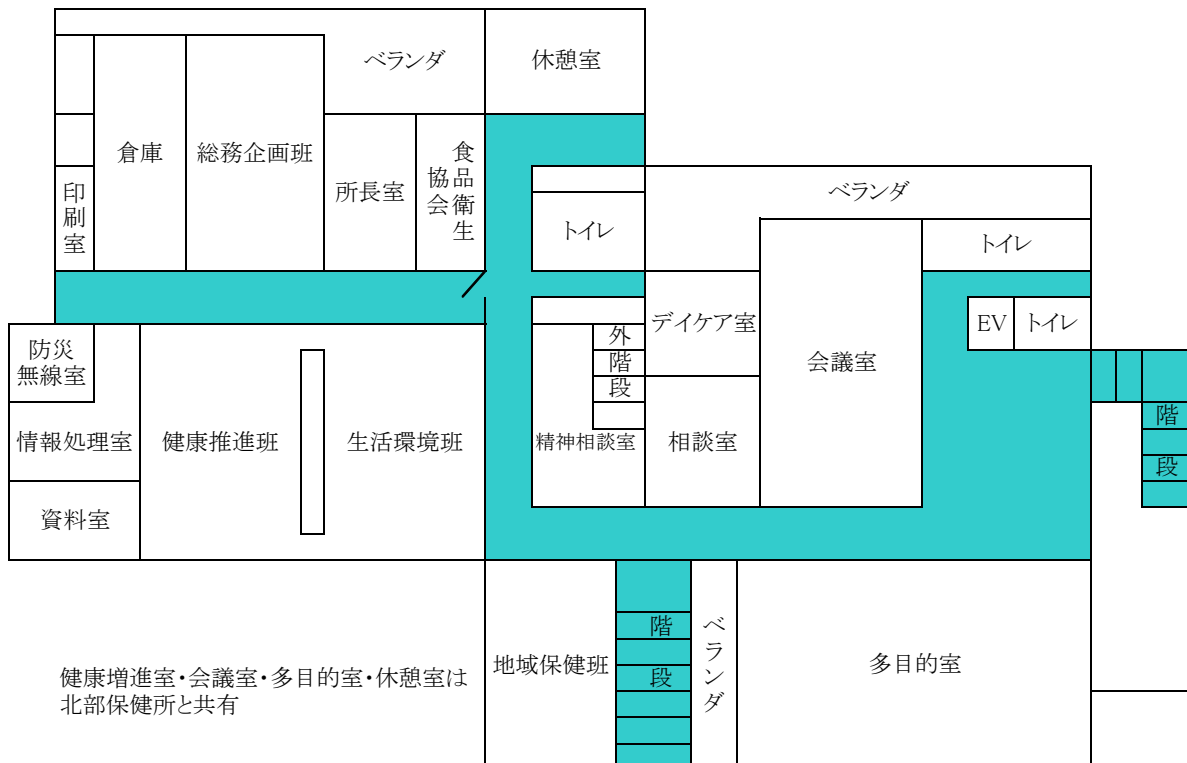 ベランダ
休憩室
倉庫
総務企画班
所長室
食品衛生
協会
印刷室
トイレ
ベランダ
トイレ
デイケア室
会議室
EV
トイレ
防災
無線室
外
階
段
情報処理室
健康推進班
生活環境班
精神相談室
相談室
階
段
資料室
健康増進室・会議室・多目的室・休憩室は
北部保健所と共有
地域保健班
階
段
ベランダ
多目的室